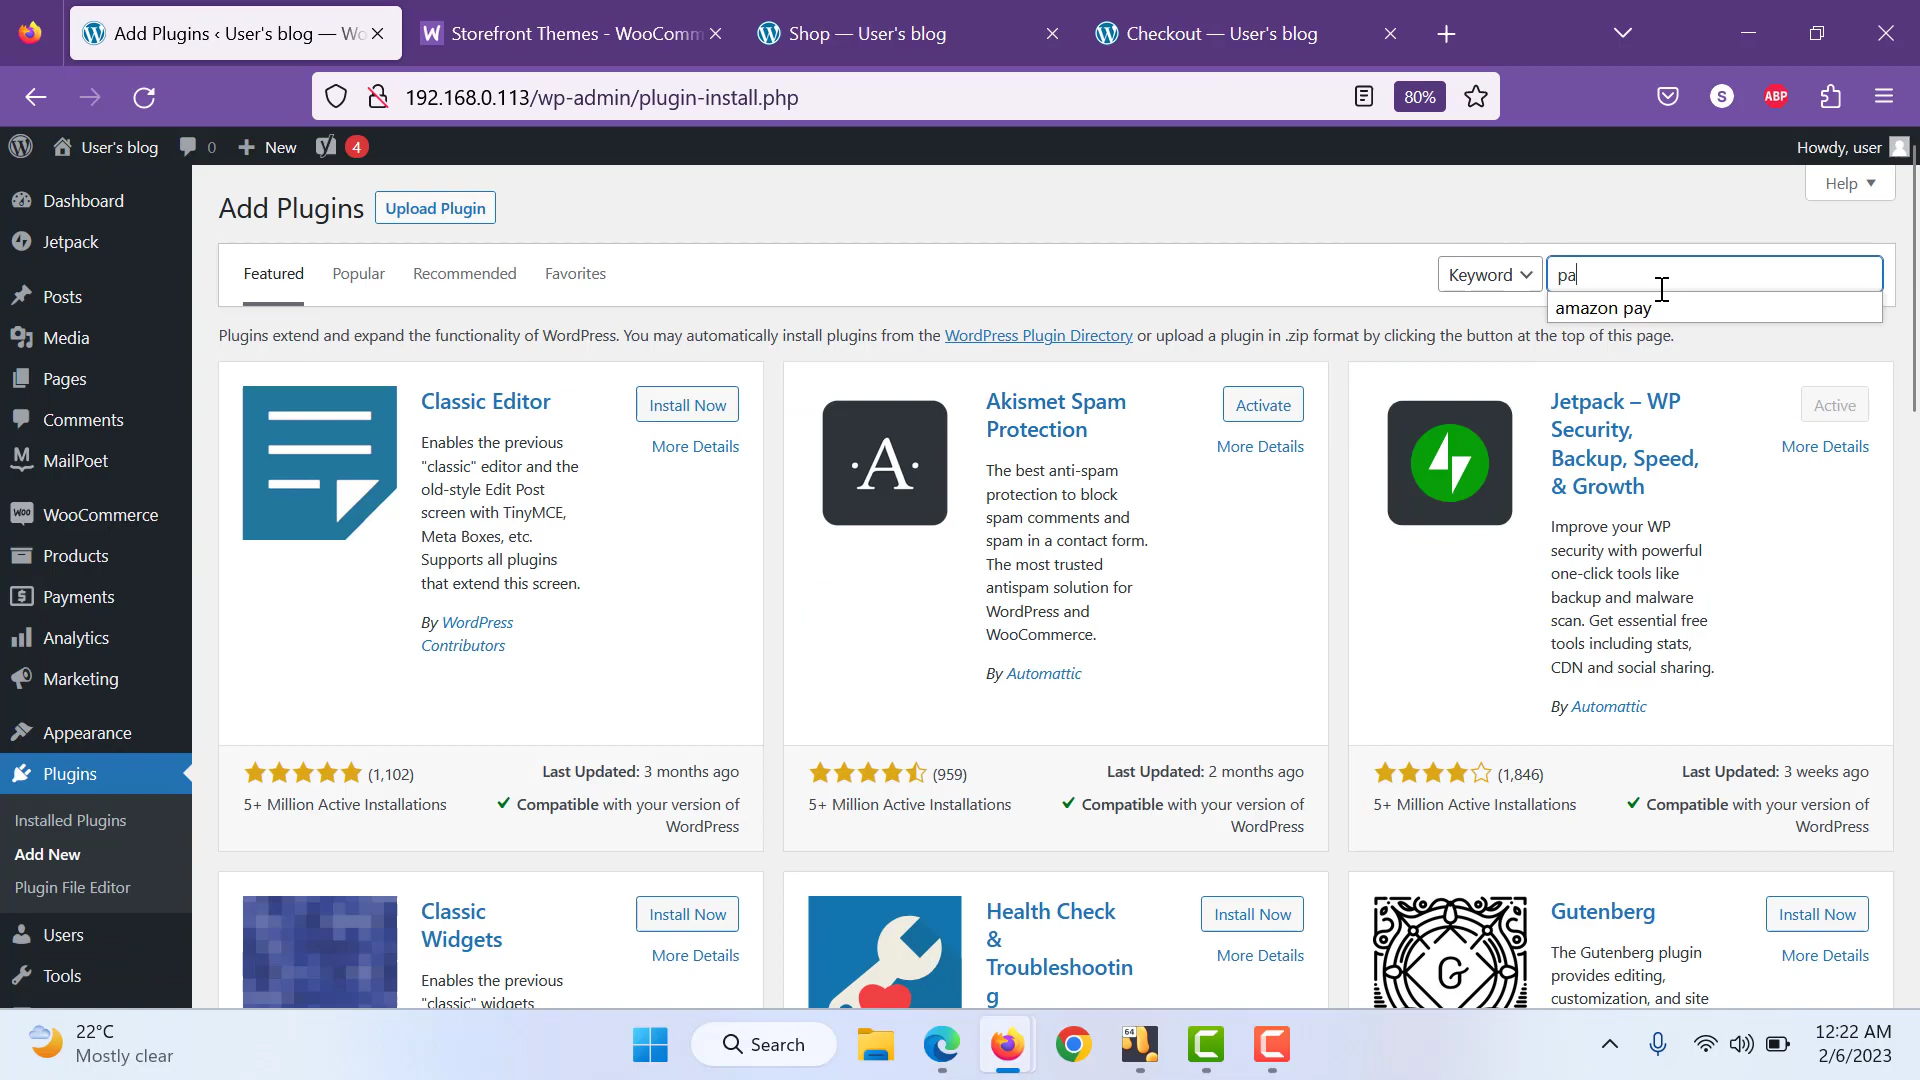 Add Plugins ‹ User's blog — Wo
Storefront Themes - WooComm
Shop — User's blog
Checkout — User's blog
192.168.0.113/wp-admin/plugin-install.php
80%
S
ABP
User's blog
0
New
4
Howdy, user
Dashboard
Jetpack
Posts
Media
Pages
Comments
MailPoet
WooCommerce
Products
Payments
Analytics
Marketing
Appearance
Plugins
Installed Plugins
Add New
Plugin File Editor
Users
Tools
Add Plugins
Upload Plugin
Help
Featured
Popular
Recommended
Favorites
Keyword
pa
amazon pay
Plugins extend and expand the functionality of WordPress. You may automatically install plugins from the WordPress Plugin Directory or upload a plugin in .zip format by clicking the button at the top of this page.
Classic Editor
Install Now
More Details
Enables the previous
"classic" editor and the
old-style Edit Post
screen with TinyMCE,
Meta Boxes, etc.
Supports all plugins
that extend this screen.
By WordPress
Contributors
(1,102)
5+ Million Active Installations
Last Updated: 3 months ago
Compatible with your version of
WordPress
·A·
Akismet Spam
Protection
Activate
More Details
The best anti-spam
protection to block
spam comments and
spam in a contact form.
The most trusted
antispam solution for
WordPress and
WooCommerce.
By Automattic
(959)
5+ Million Active Installations
Last Updated: 2 months ago
Compatible with your version of
WordPress
Jetpack – WP
Security,
Backup, Speed,
& Growth
Active
More Details
Improve your WP
security with powerful
one-click tools like
backup and malware
scan. Get essential free
tools including stats,
CDN and social sharing.
By Automattic
(1,846)
5+ Million Active Installations
Last Updated: 3 weeks ago
Compatible with your version of
WordPress
Classic
Widgets
Install Now
More Details
Enables the previous
"classic" widgets
Health Check
&
Troubleshootin
g
Install Now
More Details
G
Gutenberg
Install Now
More Details
The Gutenberg plugin
provides editing,
customization, and site
22°C
Mostly clear
Search
64
12:22 AM
2/6/2023